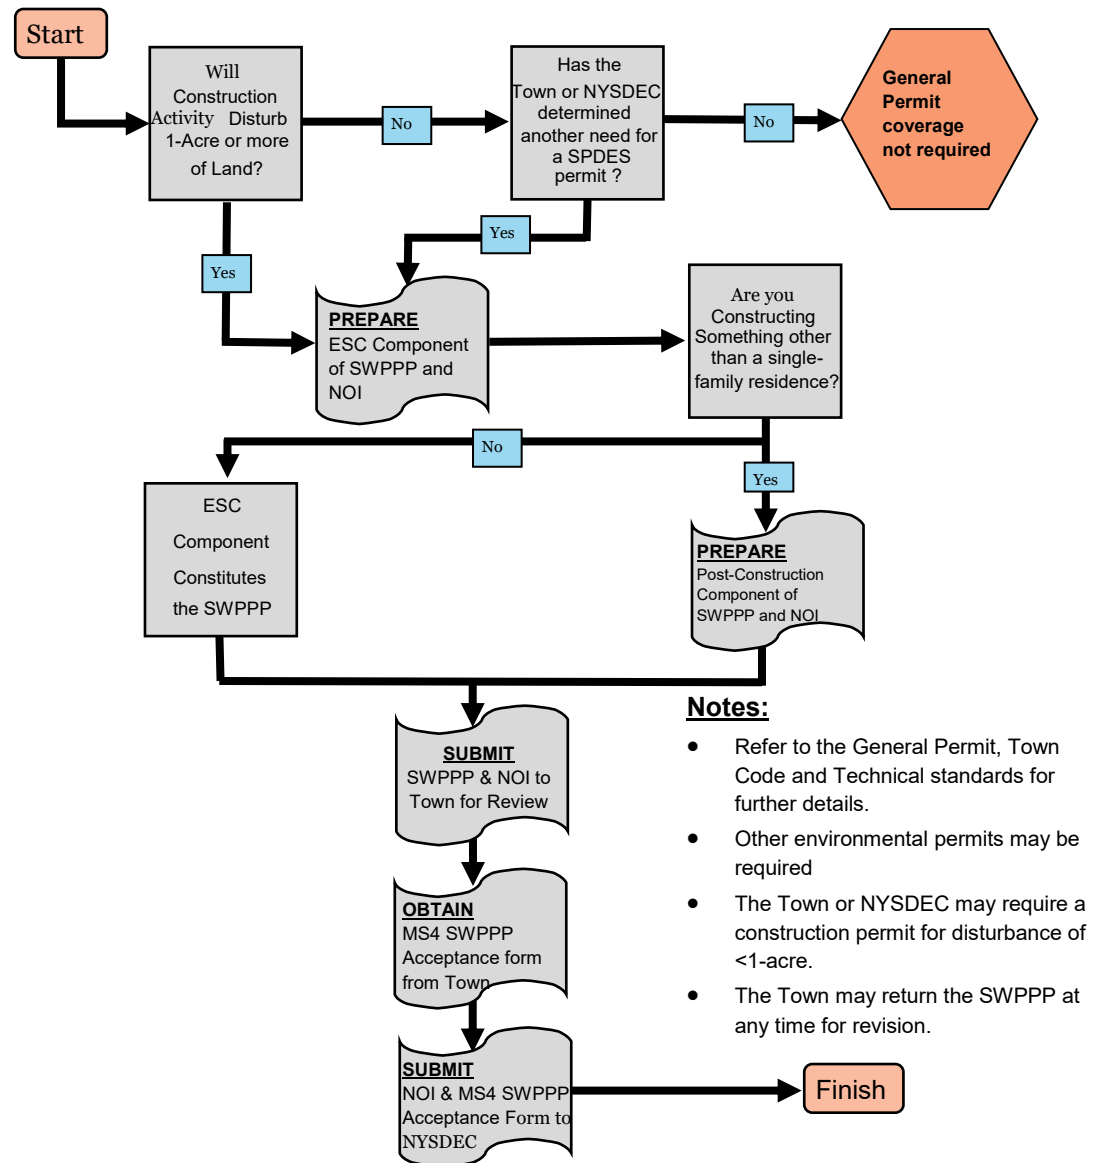 Start
Will
Construction
Activity Disturb
1-Acre or more
of Land?
No
Has the
Town or NYSDEC
determined
another need for
a SPDES
permit ?
No
General
Permit
coverage
not required
Yes
Yes
PREPARE
ESC Component
of SWPPP and
NOI
Are you
Constructing
Something other
than a single-
family residence?
No
Yes
ESC
Component
Constitutes
the SWPPP
PREPARE
Post-Construction
Component of
SWPPP and NOI
SUBMIT
SWPPP & NOI to
Town for Review
OBTAIN
MS4 SWPPP
Acceptance form
from Town
SUBMIT
NOI & MS4 SWPPP
Acceptance Form to
NYSDEC
Finish
Notes:
● Refer to the General Permit, Town
Code and Technical standards for
further details.
● Other environmental permits may be
required
● The Town or NYSDEC may require a
construction permit for disturbance of
<1-acre.
● The Town may return the SWPPP at
any time for revision.